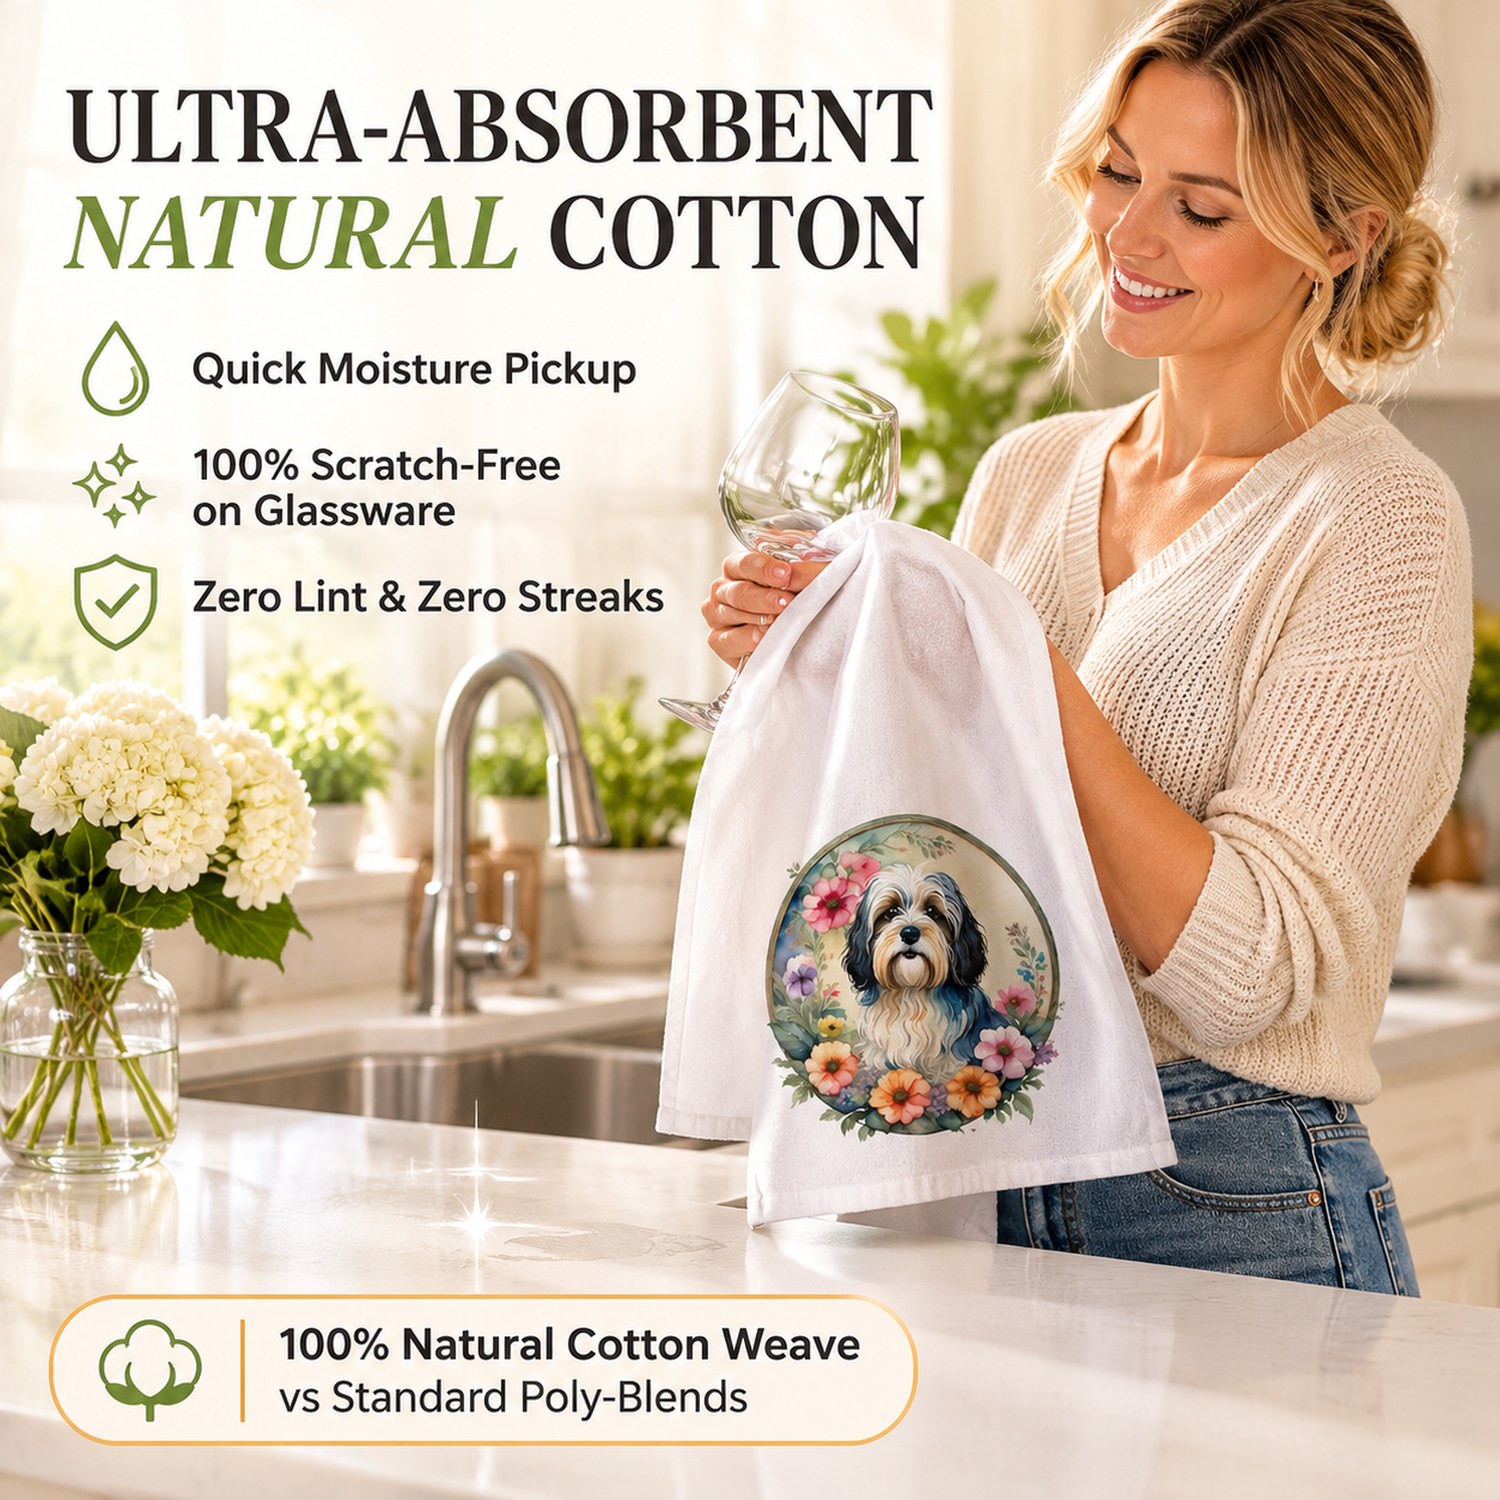 ULTRA-ABSORBENT
NATURAL COTTON
Quick Moisture Pickup
100% Scratch-Free
on Glassware
Zero Lint & Zero Streaks
100% Natural Cotton Weave
vs Standard Poly-Blends